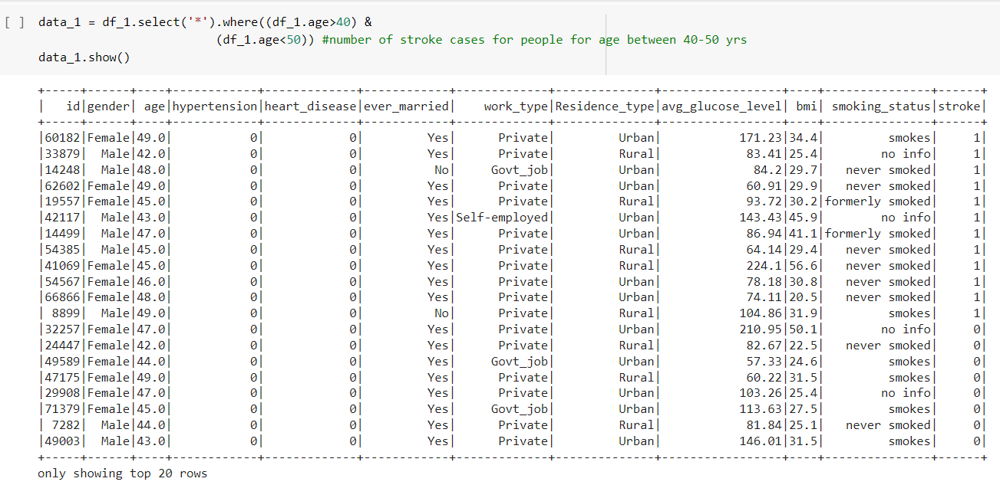 [ ] data_1 = df_1.select('*').where((df_1.age>40) &
(df_1.age<50)) #number of stroke cases for people for age between 40-50 yrs
data_1.show()
+-----+------+----+------------+-------------+------------+-------------+--------------+-----------------+----+---------------+------+
|   id|gender| age|hypertension|heart_disease|ever_married|    work_type|Residence_type|avg_glucose_level| bmi| smoking_status|stroke|
+-----+------+----+------------+-------------+------------+-------------+--------------+-----------------+----+---------------+------+
|60182|Female|49.0|           0|            0|         Yes|      Private|         Urban|           171.23|34.4|         smokes|     1|
|33879|  Male|42.0|           0|            0|         Yes|      Private|         Rural|            83.41|25.4|        no info|     1|
|14248|  Male|48.0|           0|            0|          No|     Govt_job|         Urban|             84.2|29.7|   never smoked|     1|
|62602|Female|49.0|           0|            0|         Yes|      Private|         Urban|            60.91|29.9|   never smoked|     1|
|19557|Female|45.0|           0|            0|         Yes|      Private|         Rural|            93.72|30.2|formerly smoked|     1|
|42117|  Male|43.0|           0|            0|         Yes|Self-employed|         Urban|           143.43|45.9|        no info|     1|
|14499|  Male|47.0|           0|            0|         Yes|      Private|         Urban|            86.94|41.1|formerly smoked|     1|
|54385|  Male|45.0|           0|            0|         Yes|      Private|         Rural|            64.14|29.4|   never smoked|     1|
|41069|Female|45.0|           0|            0|         Yes|      Private|         Rural|            224.1|56.6|   never smoked|     1|
|54567|Female|46.0|           0|            0|         Yes|      Private|         Urban|            78.18|30.8|   never smoked|     1|
|66866|Female|48.0|           0|            0|         Yes|      Private|         Urban|            74.11|20.5|   never smoked|     1|
| 8899|  Male|49.0|           0|            0|          No|      Private|         Rural|           104.86|31.9|         smokes|     1|
|32257|Female|47.0|           0|            0|         Yes|      Private|         Urban|           210.95|50.1|        no info|     0|
|24447|Female|42.0|           0|            0|         Yes|      Private|         Rural|            82.67|22.5|   never smoked|     0|
|49589|Female|44.0|           0|            0|         Yes|     Govt_job|         Urban|            57.33|24.6|         smokes|     0|
|47175|Female|49.0|           0|            0|         Yes|      Private|         Rural|            60.22|31.5|         smokes|     0|
|29908|Female|47.0|           0|            0|         Yes|      Private|         Urban|           103.26|25.4|        no info|     0|
|71379|Female|45.0|           0|            0|         Yes|     Govt_job|         Urban|           113.63|27.5|         smokes|     0|
| 7282|  Male|44.0|           0|            0|         Yes|      Private|         Rural|            81.84|25.1|   never smoked|     0|
|49003|  Male|43.0|           0|            0|         Yes|      Private|         Urban|           146.01|31.5|         smokes|     0|
+-----+------+----+------------+-------------+------------+-------------+--------------+-----------------+----+---------------+------+
only showing top 20 rows